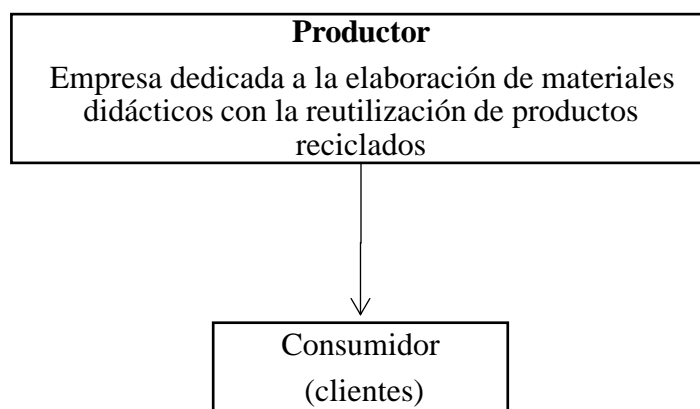 Productor
Empresa dedicada a la elaboración de materiales
didácticos con la reutilización de productos
reciclados
Consumidor
(clientes)